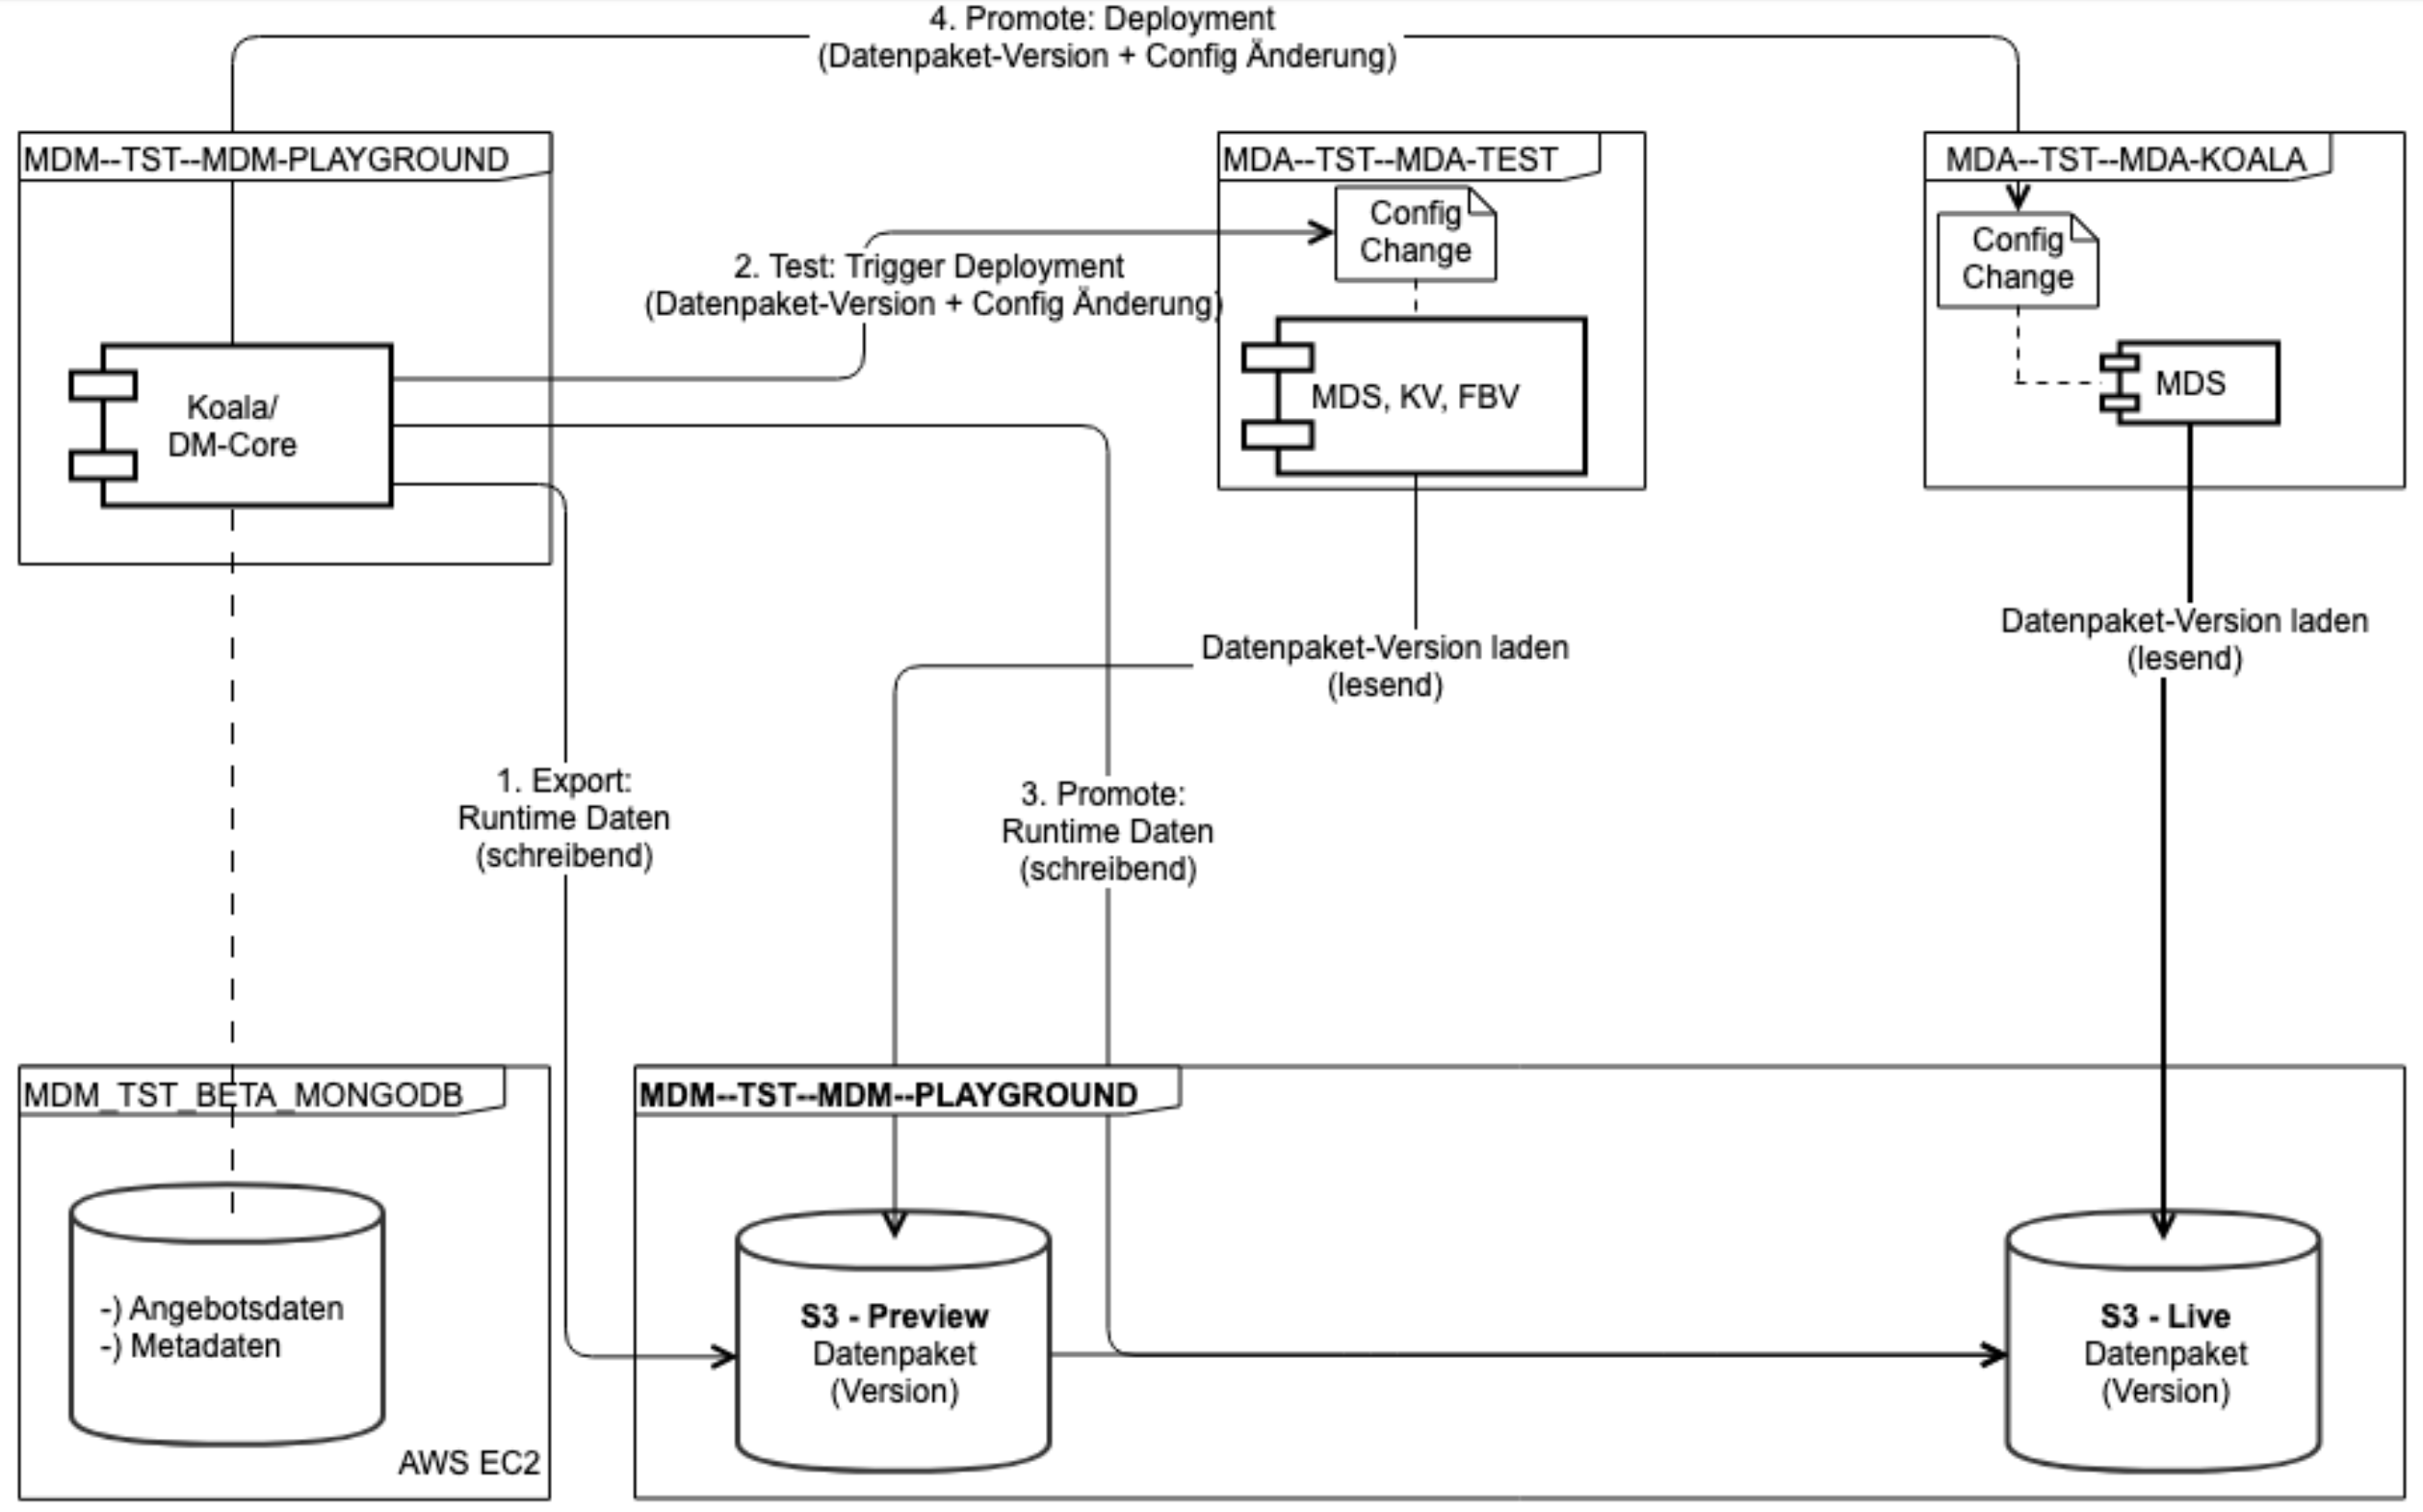 4. Promote: Deployment
(Datenpaket-Version + Config Änderung)
MDM--TST--MDM-PLAYGROUND
MDA--TST--MDA-TEST
MDA--TST--MDA-KOALA
Config
Change
Config
Change
2. Test: Trigger Deployment
(Datenpaket-Version + Config Änderung)
Koala/
DM-Core
MDS, KV, FBV
MDS
Datenpaket-Version laden
(lesend)
Datenpaket-Version laden
(lesend)
1. Export:
Runtime Daten
(schreibend)
3. Promote:
Runtime Daten
(schreibend)
MDM_TST_BETA_MONGODB
MDM--TST--MDM--PLAYGROUND
-) Angebotsdaten
-) Metadaten
AWS EC2
S3 - Preview
Datenpaket
(Version)
S3 - Live
Datenpaket
(Version)